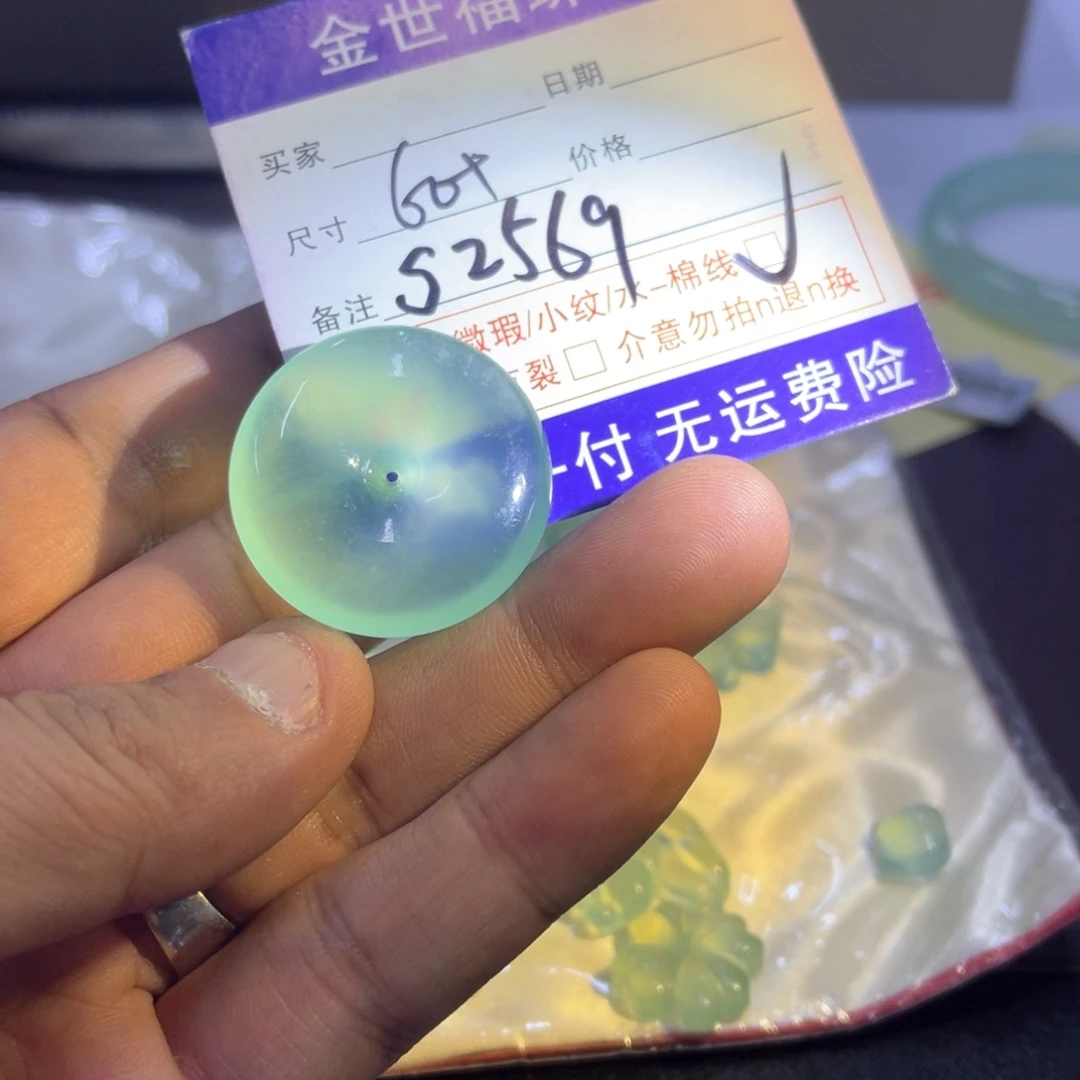 金世福
日期
买家
价格
尺寸 60+
备注 S2569
微瑕/小纹/水-棉线 ✓
裂 □ 介意勿拍n退n换
付 无运费险